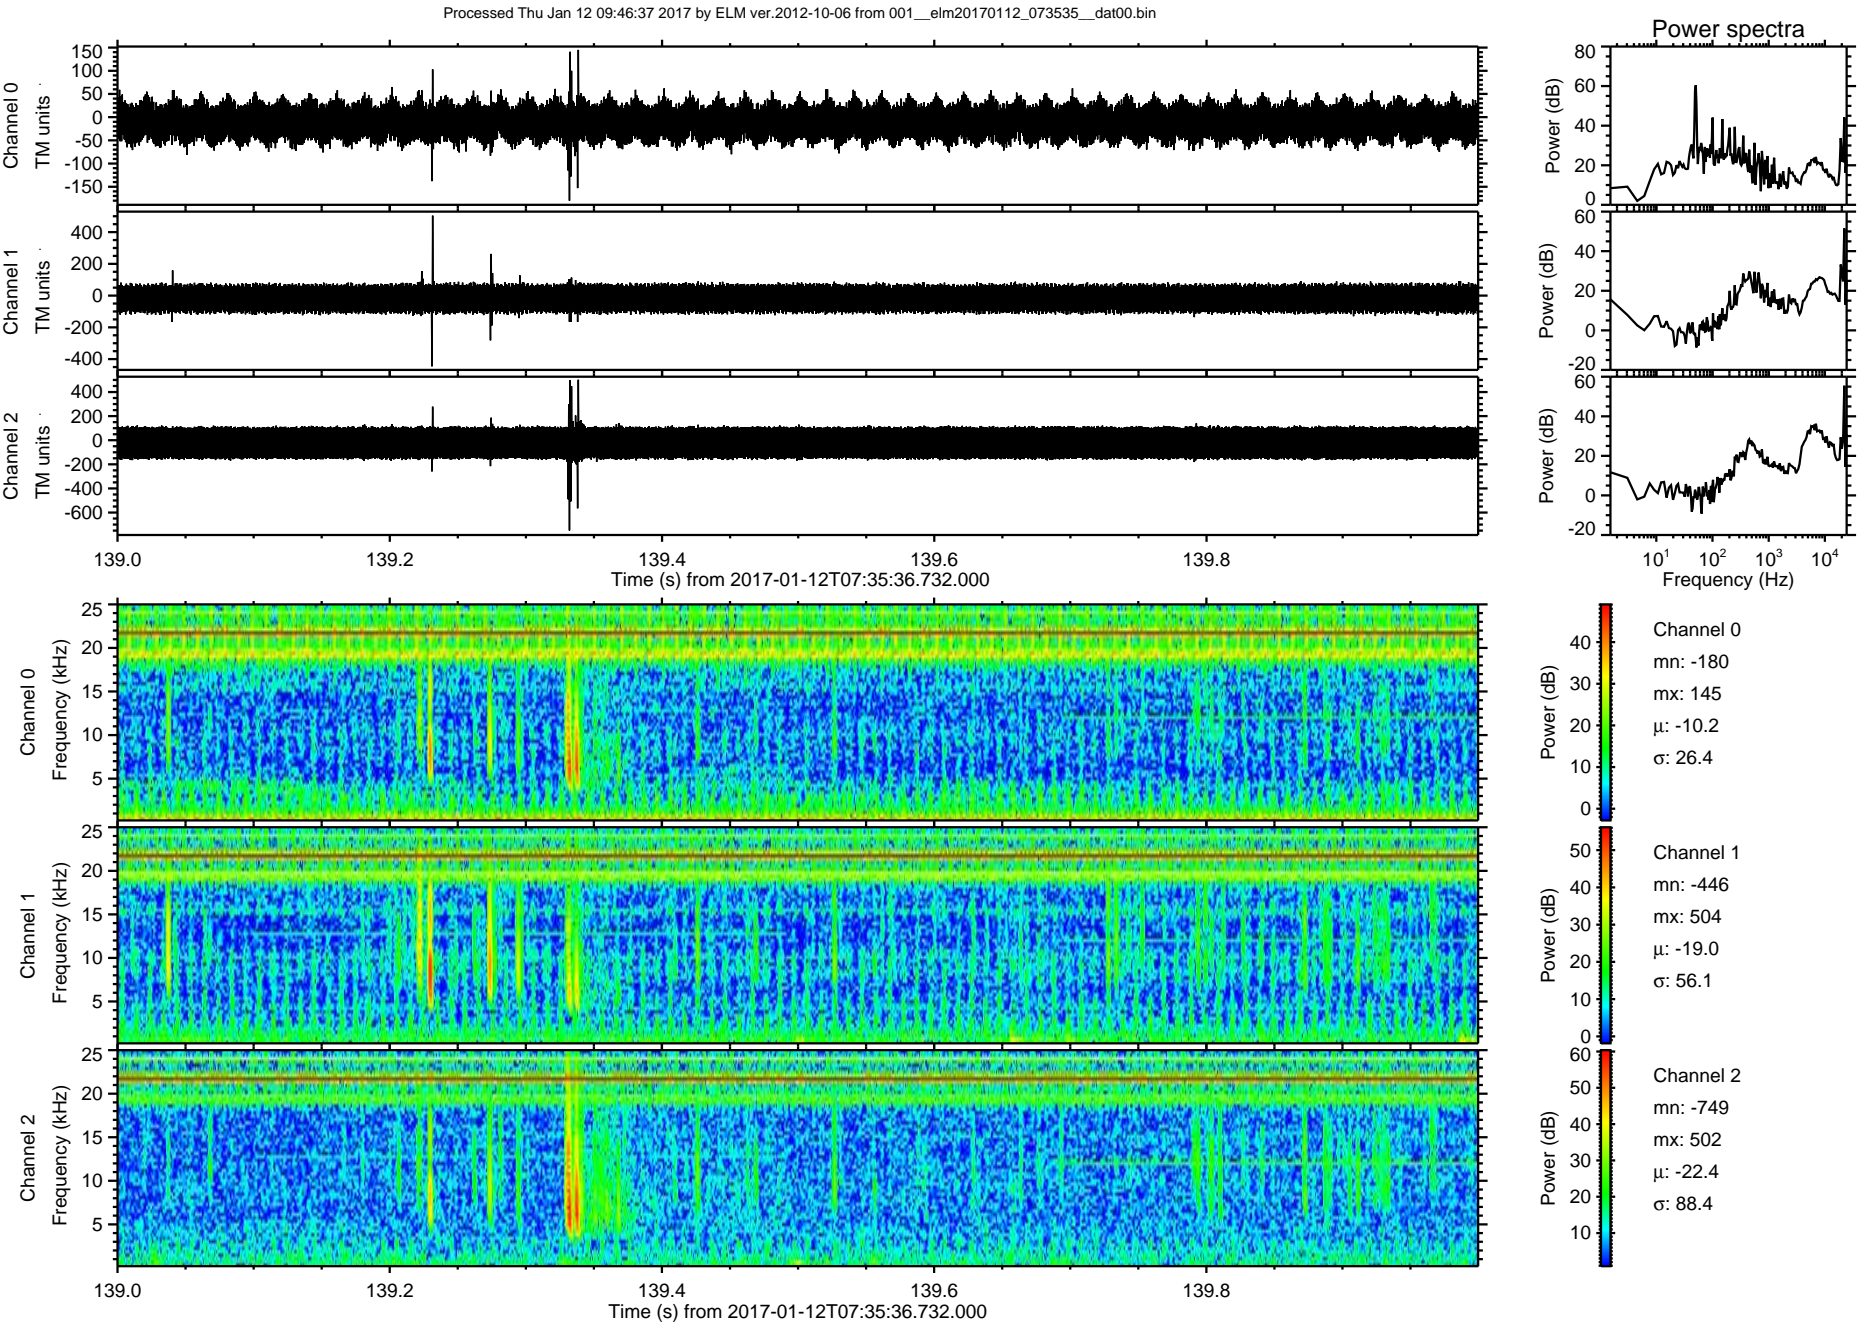 Processed Thu Jan 12 09:46:37 2017 by ELM ver.2012-10-06 from 001__elm20170112_073535__dat00.bin
Power spectra
Channel 0
TM units
150
100
50
0
-50
-100
-150
Power (dB)
80
60
40
20
0
Channel 1
TM units
400
200
0
-200
-400
Power (dB)
60
40
20
0
-20
Channel 2
TM units
400
200
0
-200
-400
-600
Power (dB)
60
40
20
0
-20
139.0 139.2 139.4 139.6 139.8
Time (s) from 2017-01-12T07:35:36.732.000
10^1 10^2 10^3 10^4
Frequency (Hz)
Channel 0
Frequency (kHz)
25
20
15
10
5
Power (dB)
40
30
20
10
0
Channel 0
mn: -180
mx: 145
μ: -10.2
σ: 26.4
Channel 1
Frequency (kHz)
25
20
15
10
5
Power (dB)
50
40
30
20
10
0
Channel 1
mn: -446
mx: 504
μ: -19.0
σ: 56.1
Channel 2
Frequency (kHz)
25
20
15
10
5
Power (dB)
60
50
40
30
20
10
Channel 2
mn: -749
mx: 502
μ: -22.4
σ: 88.4
139.0 139.2 139.4 139.6 139.8
Time (s) from 2017-01-12T07:35:36.732.000